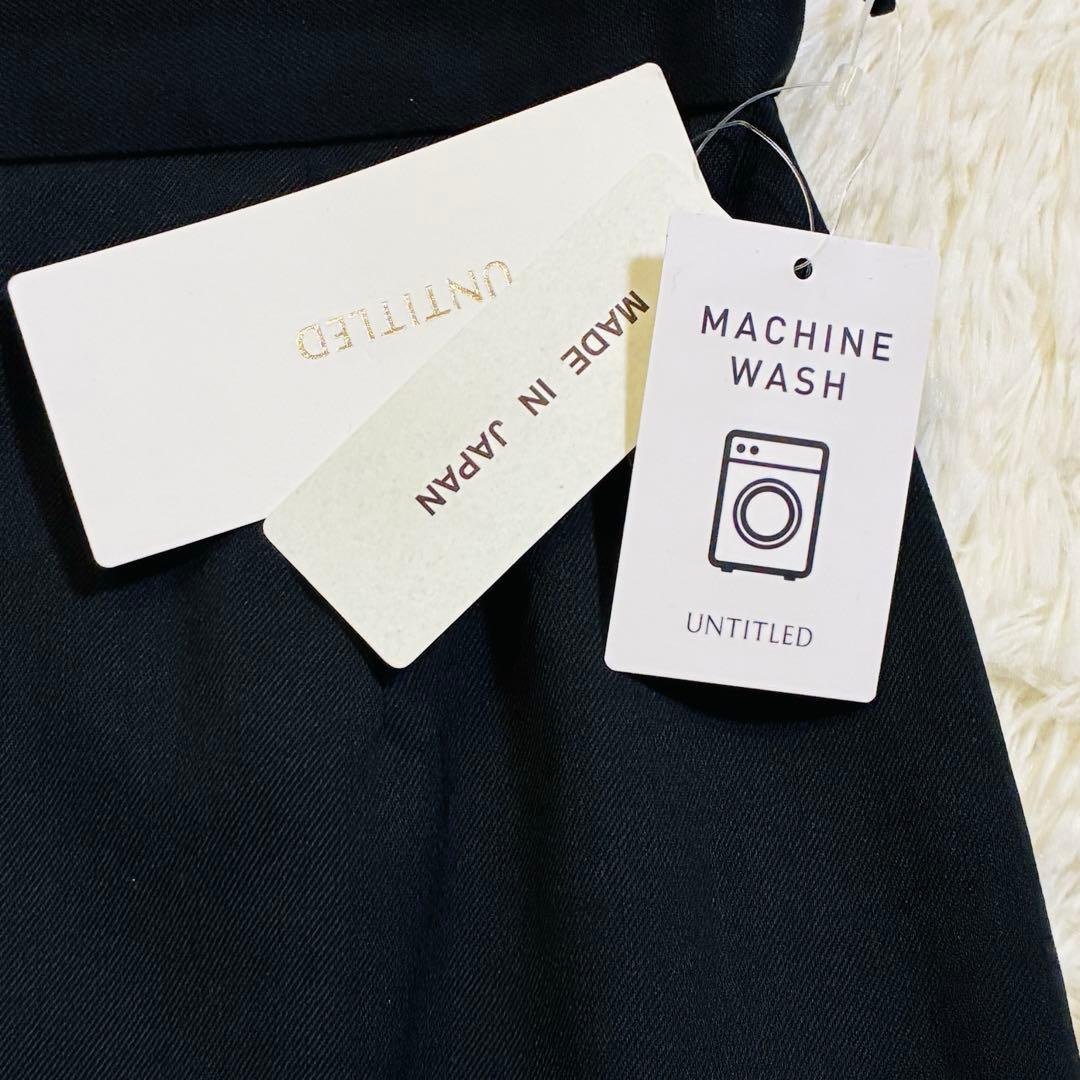 UNTITLED
MADE IN JAPAN
MACHINE
WASH
UNTITLED